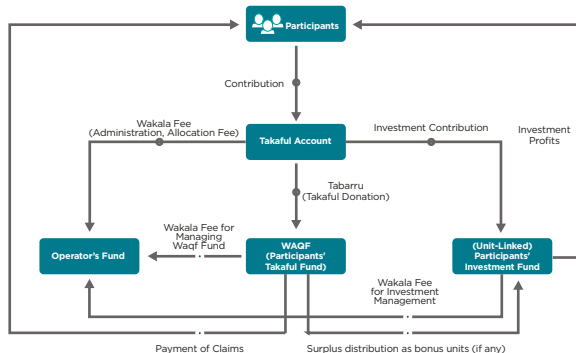 Participants
Contribution
Wakala Fee
(Administration, Allocation Fee)
Investment Contribution
Investment
Profits
Takaful Account
Tabarru
(Takaful Donation)
Wakala Fee for
Managing
Waqf Fund
Operator's Fund
WAQF
(Participants'
Takaful Fund)
(Unit-Linked)
Participants'
Investment Fund
Wakala Fee
for Investment
Management
Payment of Claims
Surplus distribution as bonus units (if any)